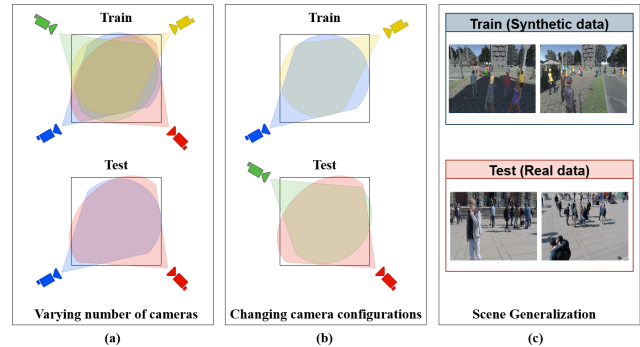 Train
Test
Varying number of cameras
(a)
Train
Test
Changing camera configurations
(b)
Train (Synthetic data)
Test (Real data)
Scene Generalization
(c)